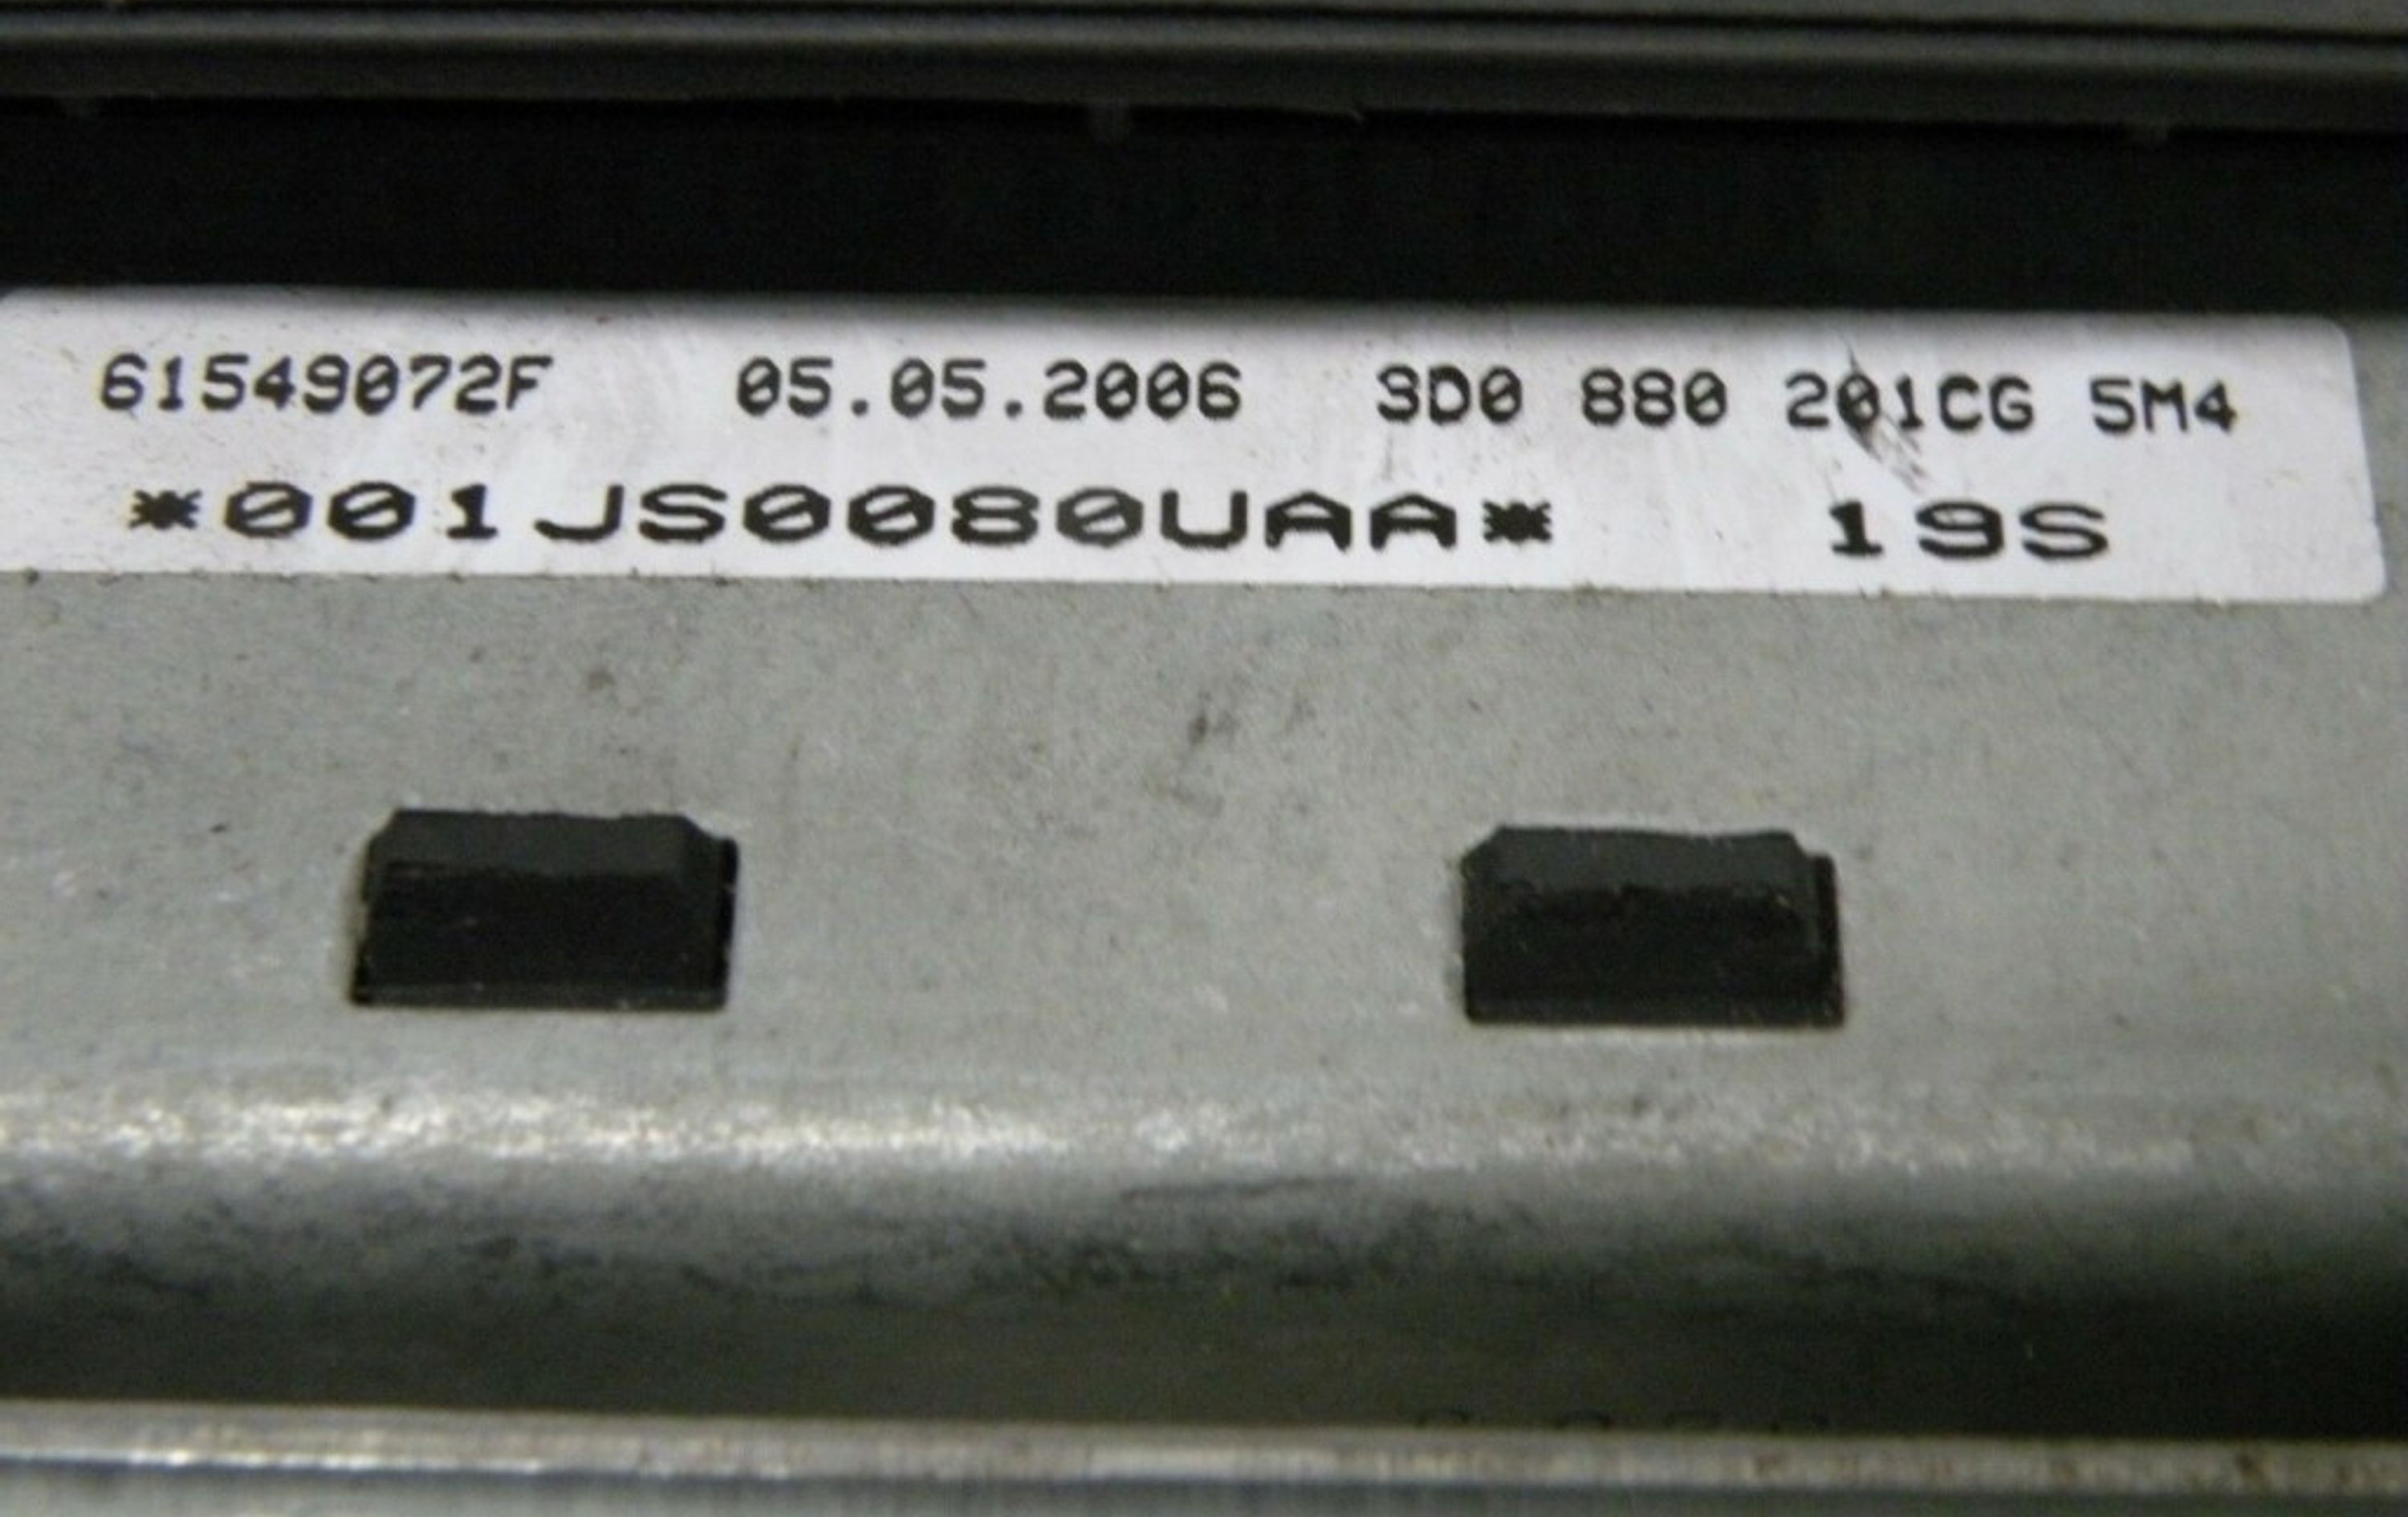 61549072F 05.05.2006 3D0 880 201CG 5M4
*001JS0080UAA* 19S